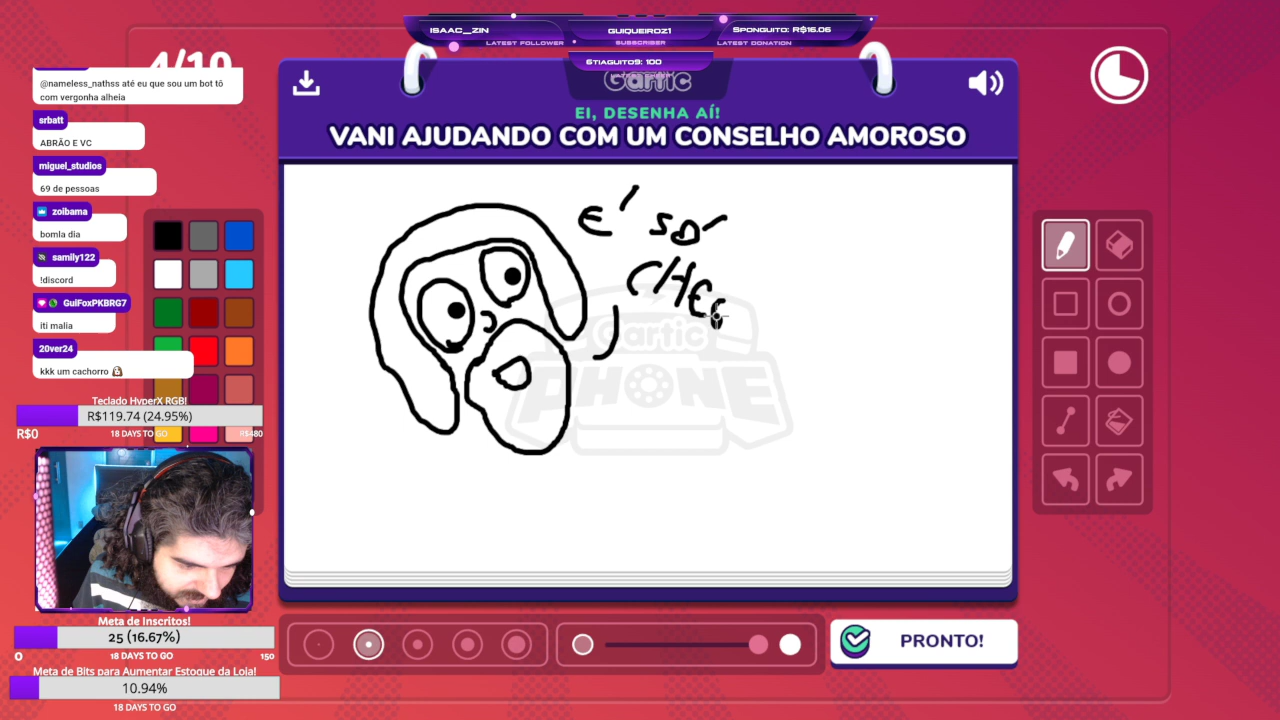 ISAAC_ZIN
LATEST FOLLOWER
GUIQUEIROZ1
SUBSCRIBER
SPONGUITO: R$16.06
LATEST DONATION
6TIAGUITO9: 100
4/10
Gartic
EI, DESENHA AÍ!
VANI AJUDANDO COM UM CONSELHO AMOROSO
@nameless_nathss até eu que sou um bot tô
com vergonha alheia
srbatt
ABRÃO E VC
miguel_studios
69 de pessoas
zoibama
bomla dia
samily122
!discord
GuiFoxPKBRG7
iti malia
20ver24
kkk um cachorro
É SÓ
CHEG
Gartic
PHONE
Teclado HyperX RGB!
R$119.74 (24.95%)
R$0
18 DAYS TO GO
R$480
Meta de Inscritos!
25 (16.67%)
0
18 DAYS TO GO
150
Meta de Bits para Aumentar Estoque da Loja!
10.94%
18 DAYS TO GO
PRONTO!